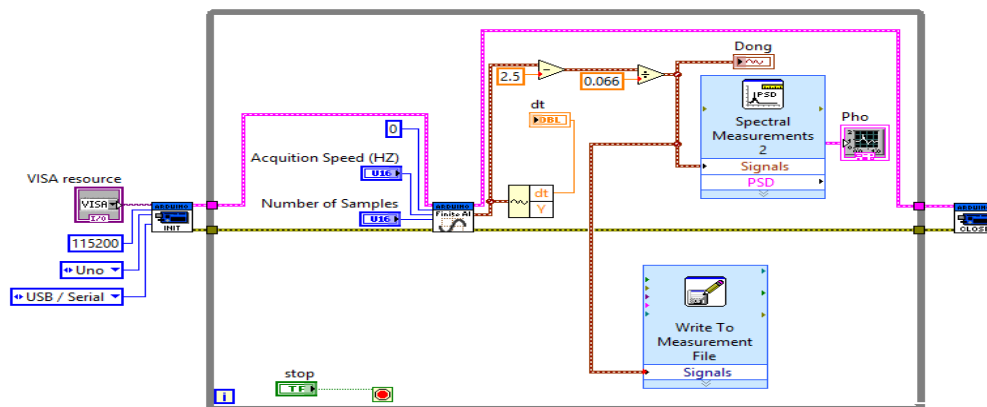 Dong
2.5
0.066
PSD
dt
DBL
Spectral
Measurements
2
Pho
0
Acquition Speed (HZ)
U16
Signals
PSD
dt
Y
VISA resource
VISA
I/O
ARDUINO
INIT
Number of Samples
U16
ARDUINO
Finite AI
ARDUINO
CLOSE
115200
Uno
USB / Serial
Write To
Measurement
File
Signals
stop
TF
i